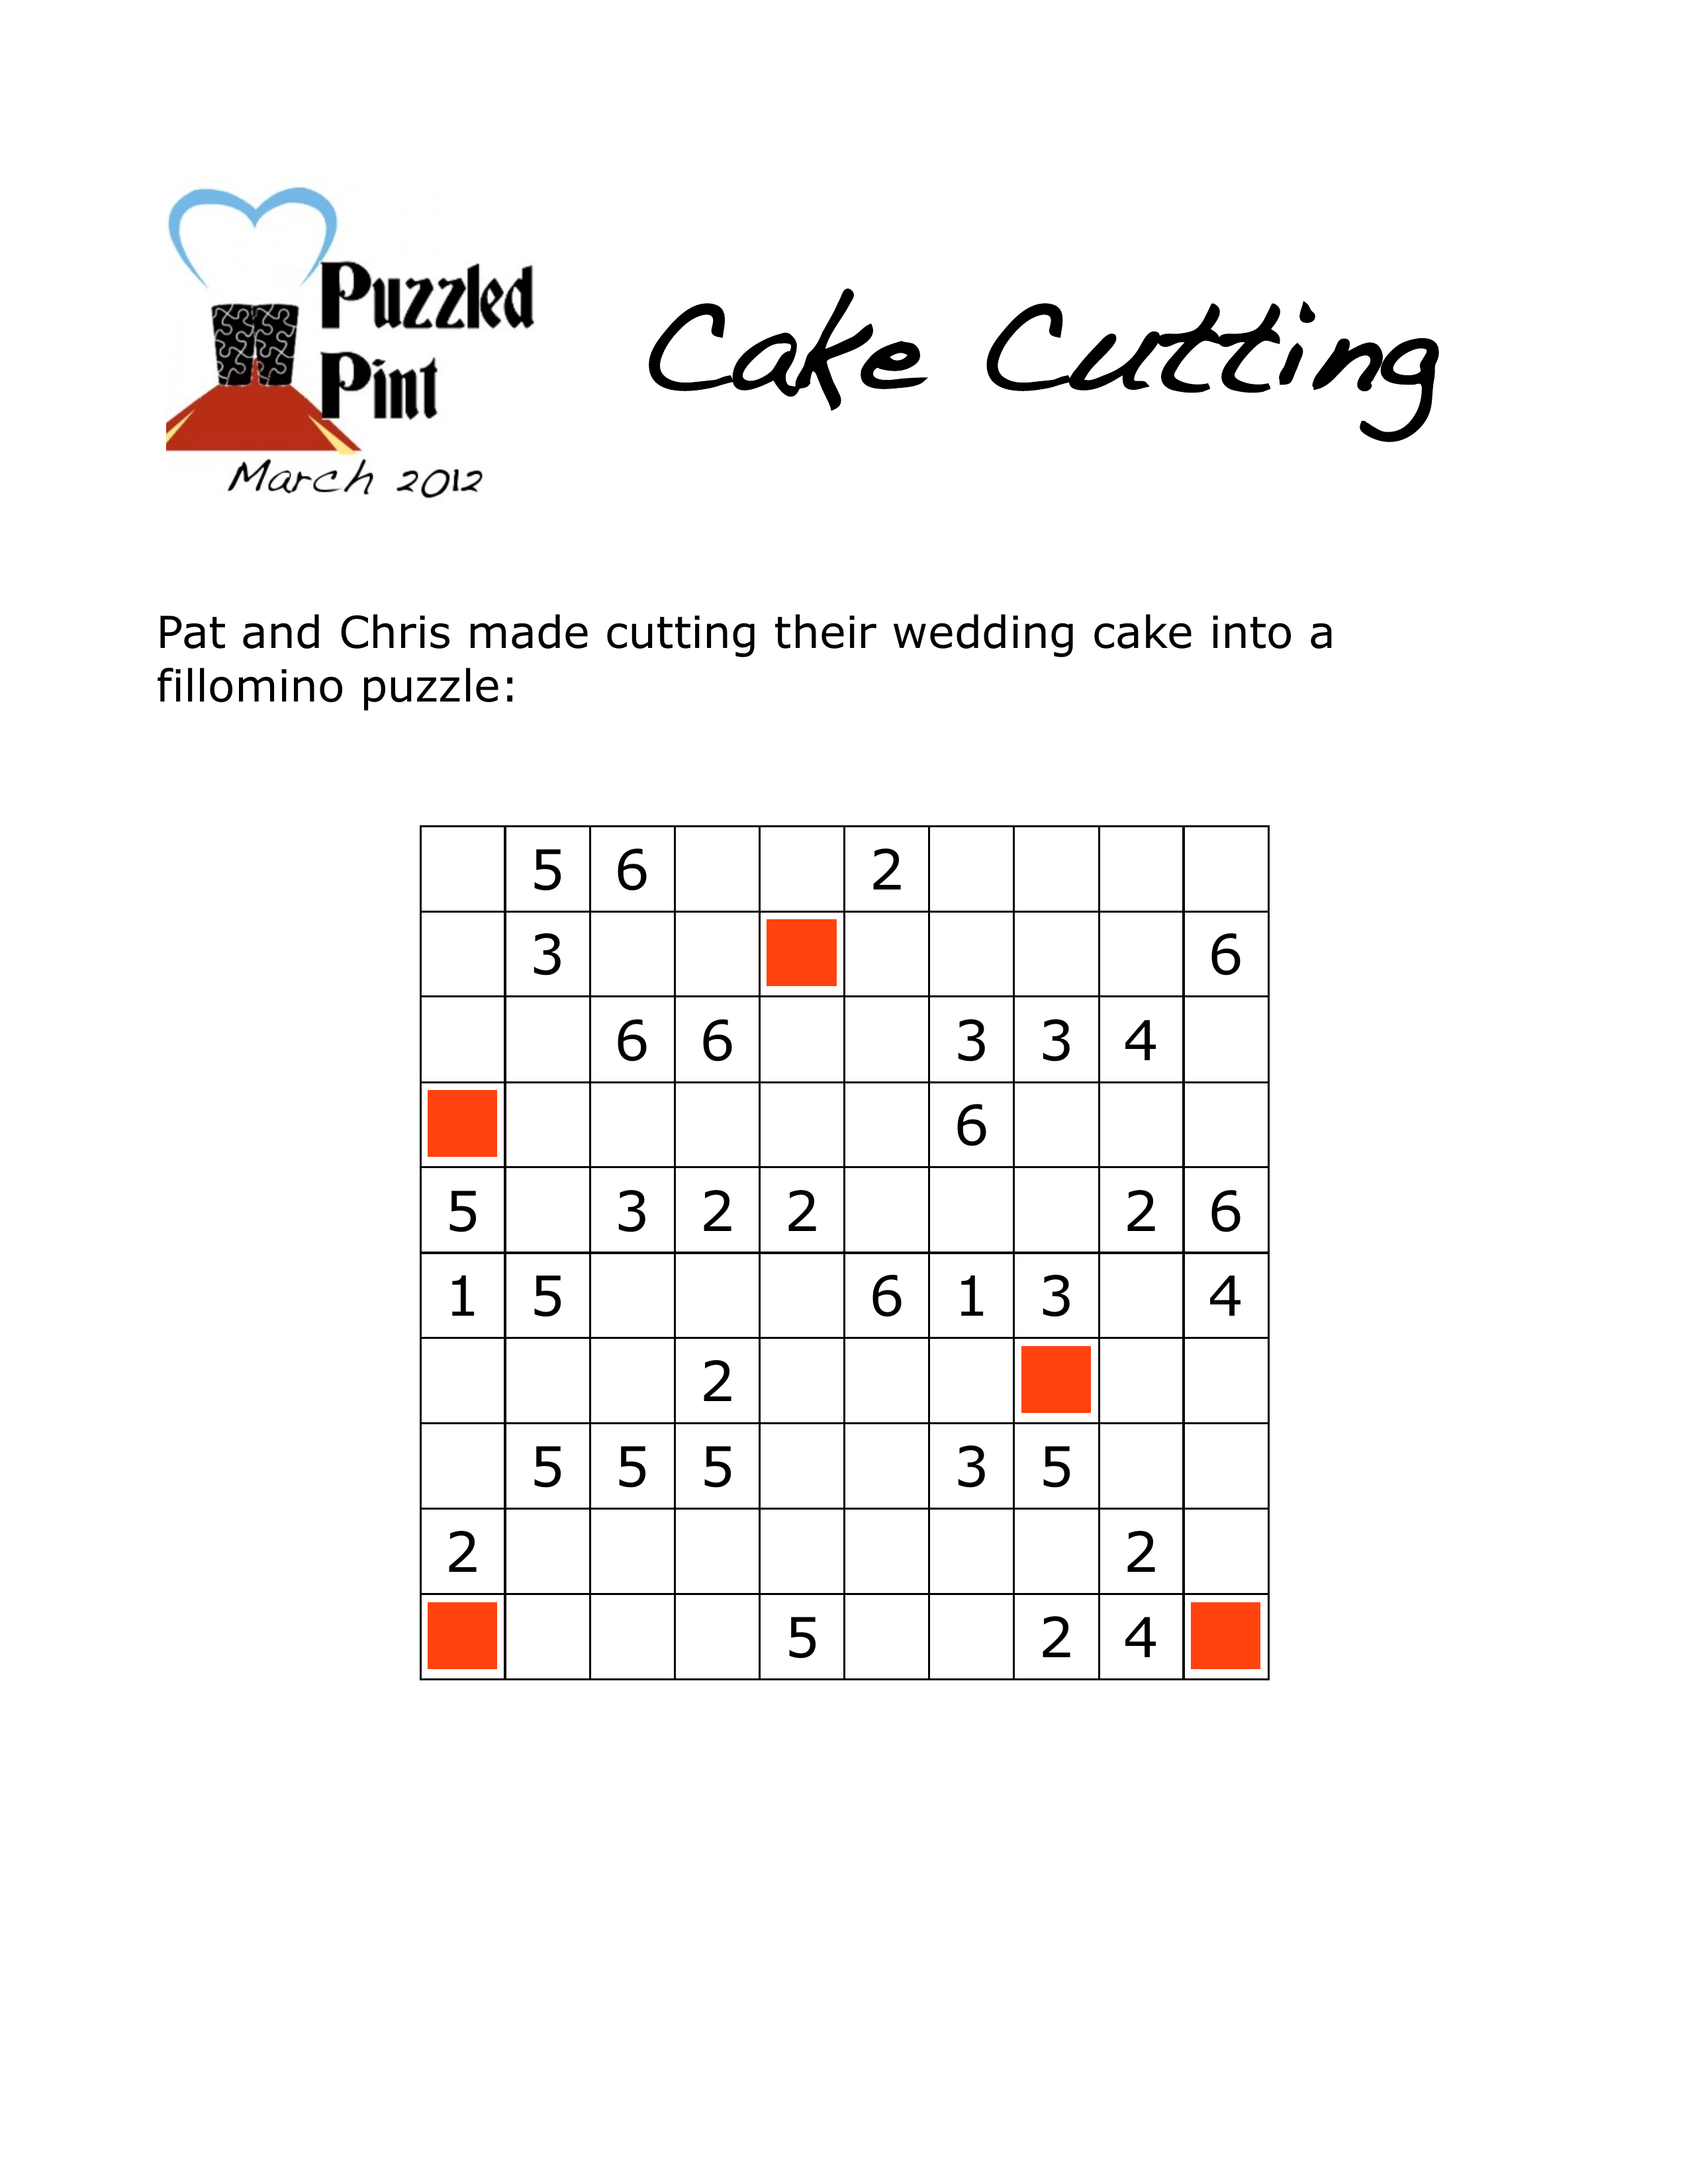 Puzzled
Pint
March 2012
Cake Cutting
Pat and Chris made cutting their wedding cake into a
fillomino puzzle:
5 6 2
3 6
6 6 3 3 4
6
5 3 2 2 2 6
1 5 6 1 3 4
2
5 5 5 3 5
2 2
5 2 4